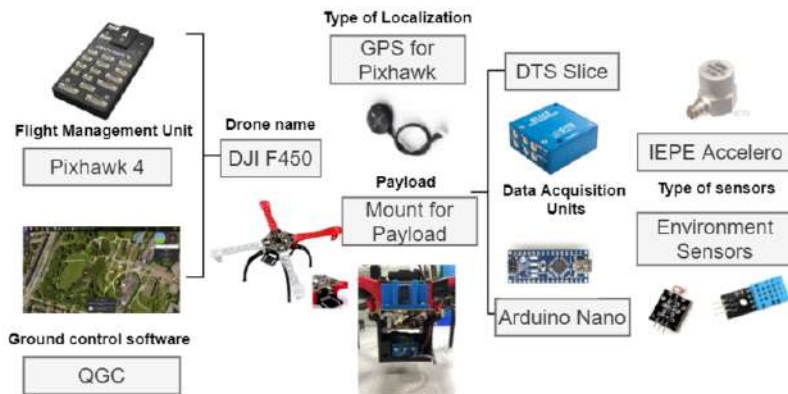 Type of Localization
GPS for
Pixhawk
DTS Slice
Flight Management Unit
Pixhawk 4
Drone name
DJI F450
IEPE Accelero
Payload
Mount for
Payload
Data Acquisition
Units
Type of sensors
Environment
Sensors
Arduino Nano
Ground control software
QGC